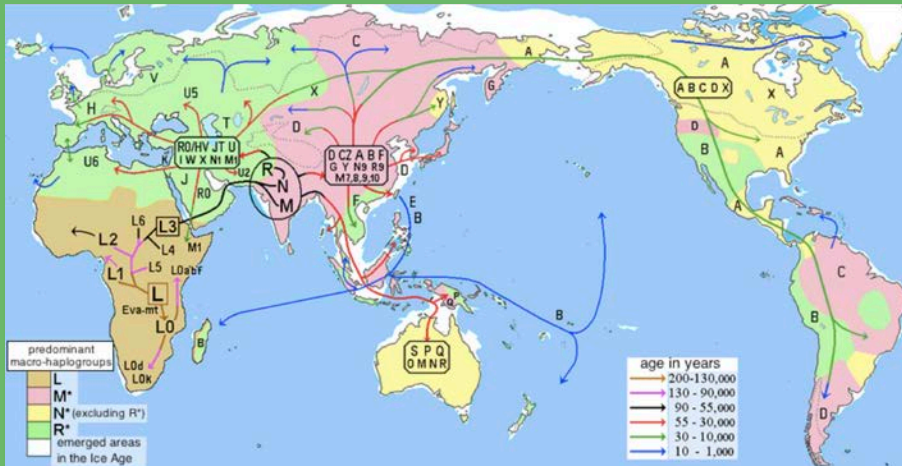 C
A
A
V
U5
X
H
T
Y
G
A B C D X
X
D
D
B
A
A
R0/HV JT U
I W X N1 M1
D CZ A B F
G Y N9 R9
M7,8,9,10
D
U6
K
J
R0
U2
R
N
M
F
E
B
L6
L3
L2
L4
M1
L1
L5
L0abf
L
Eva-mt
L0
L0d
L0k
B
Q
P
B
S P Q
O M N R
C
B
D
predominant
macro-haplogroups
L
M*
N* (excluding R*)
R*
emerged areas
in the Ice Age
age in years
200-130,000
130 - 90,000
90 - 55,000
55 - 30,000
30 - 10,000
10 - 1,000